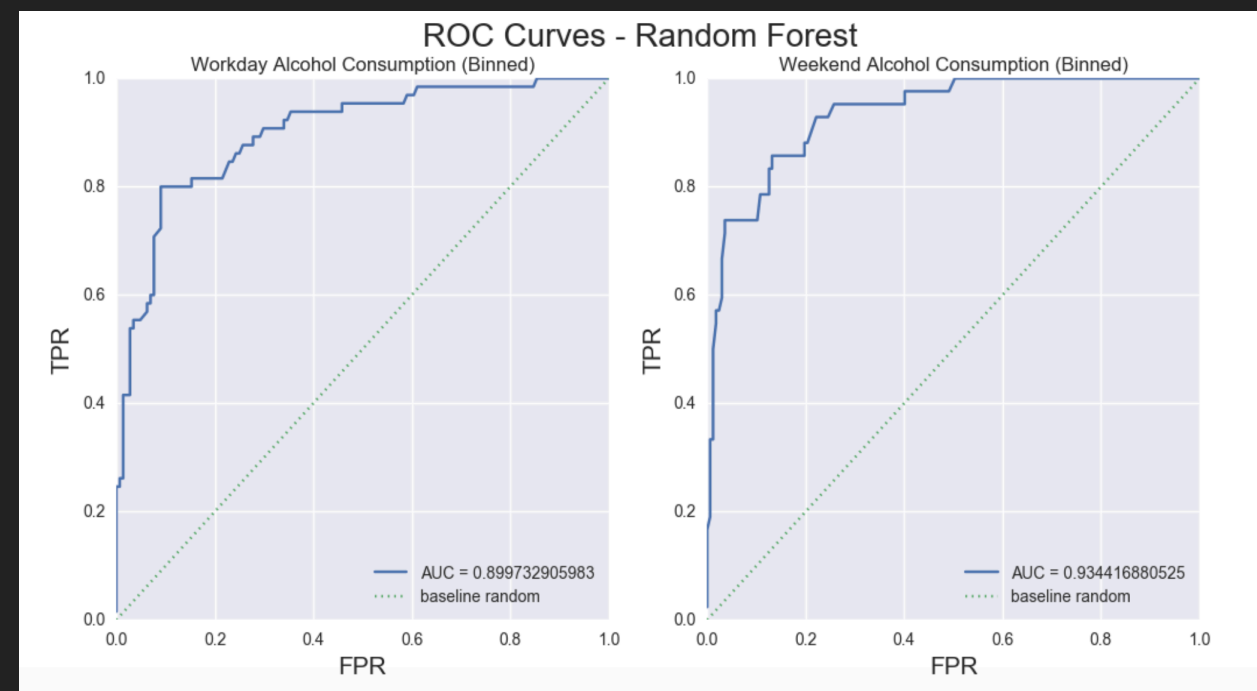 ROC Curves - Random Forest
Workday Alcohol Consumption (Binned)
1.0
0.8
0.6
0.4
0.2
0.0
TPR
AUC = 0.899732905983
baseline random
0.0 0.2 0.4 0.6 0.8 1.0
FPR
Weekend Alcohol Consumption (Binned)
1.0
0.8
0.6
0.4
0.2
0.0
TPR
AUC = 0.934416880525
baseline random
0.0 0.2 0.4 0.6 0.8 1.0
FPR